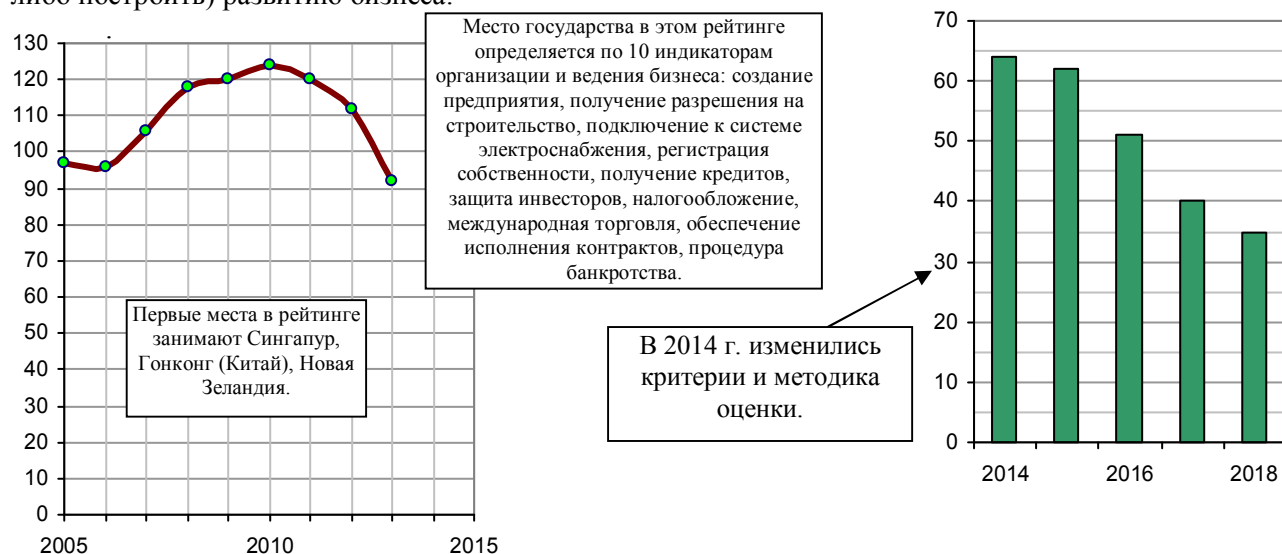 либо построить) развитию бизнеса.
130
120
110
100
90
80
70
60
50
40
30
20
10
0
2005
2010
2015
Первые места в рейтинге
занимают Сингапур,
Гонконг (Китай), Новая
Зеландия.
Место государства в этом рейтинге
определяется по 10 индикаторам
организации и ведения бизнеса: создание
предприятия, получение разрешения на
строительство, подключение к системе
электроснабжения, регистрация
собственности, получение кредитов,
защита инвесторов, налогообложение,
международная торговля, обеспечение
исполнения контрактов, процедура
банкротства.
В 2014 г. изменились
критерии и методика
оценки.
70
60
50
40
30
20
10
0
2014
2016
2018